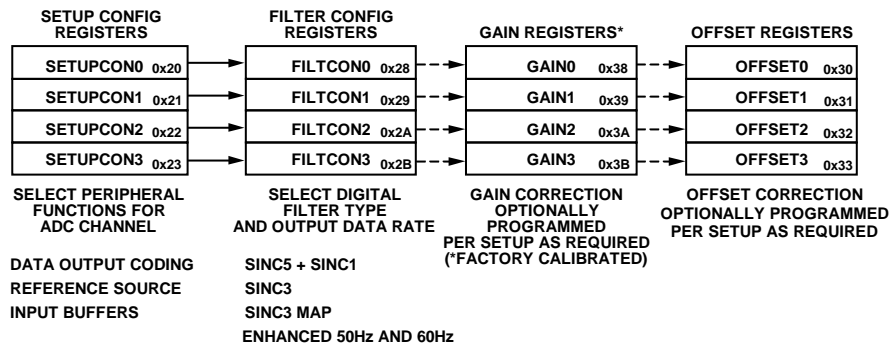 SETUP CONFIG
REGISTERS
FILTER CONFIG
REGISTERS
GAIN REGISTERS*
OFFSET REGISTERS
SETUPCON0 0x20
FILTCON0 0x28
GAIN0 0x38
OFFSET0 0x30
SETUPCON1 0x21
FILTCON1 0x29
GAIN1 0x39
OFFSET1 0x31
SETUPCON2 0x22
FILTCON2 0x2A
GAIN2 0x3A
OFFSET2 0x32
SETUPCON3 0x23
FILTCON3 0x2B
GAIN3 0x3B
OFFSET3 0x33
SELECT PERIPHERAL
FUNCTIONS FOR
ADC CHANNEL
SELECT DIGITAL
FILTER TYPE
AND OUTPUT DATA RATE
GAIN CORRECTION
OPTIONALLY
PROGRAMMED
PER SETUP AS REQUIRED
(*FACTORY CALIBRATED)
OFFSET CORRECTION
OPTIONALLY PROGRAMMED
PER SETUP AS REQUIRED
DATA OUTPUT CODING
REFERENCE SOURCE
INPUT BUFFERS
SINC5 + SINC1
SINC3
SINC3 MAP
ENHANCED 50Hz AND 60Hz